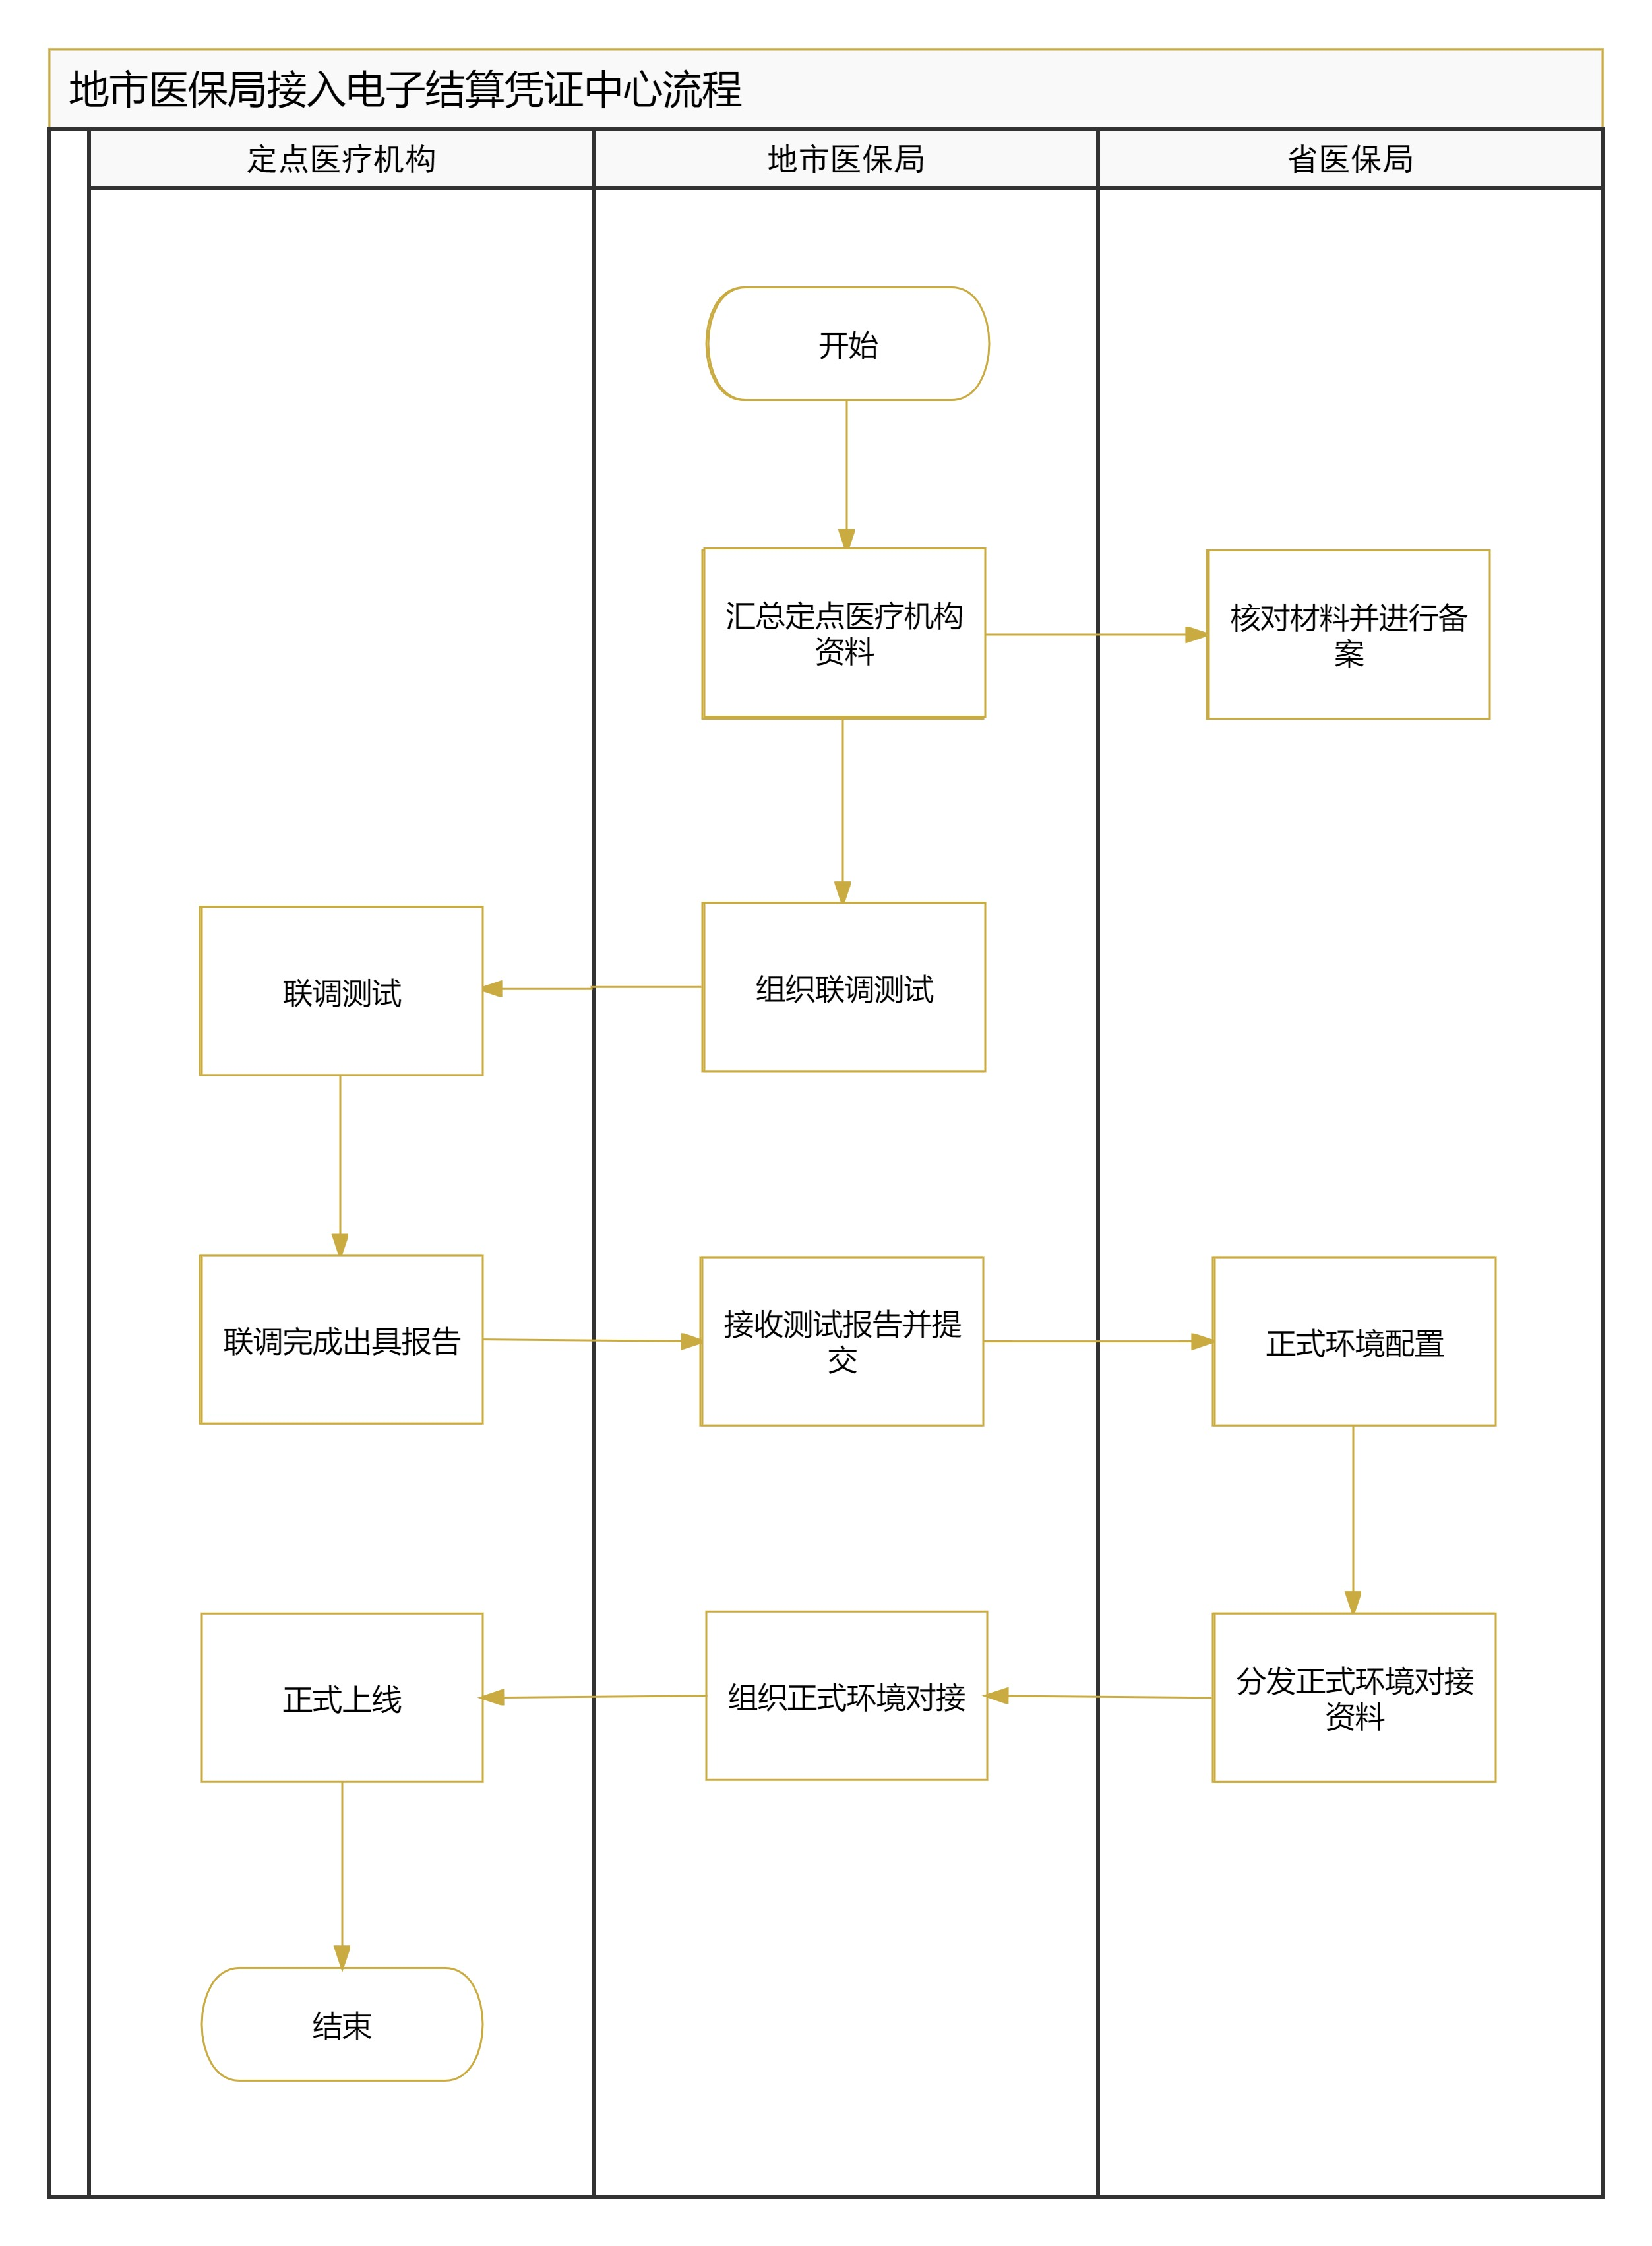 地市医保局接入电子结算凭证中心流程
定点医疗机构
地市医保局
省医保局
开始
汇总定点医疗机构
资料
核对材料并进行备
案
联调测试
组织联调测试
联调完成出具报告
接收测试报告并提
交
正式环境配置
正式上线
组织正式环境对接
分发正式环境对接
资料
结束